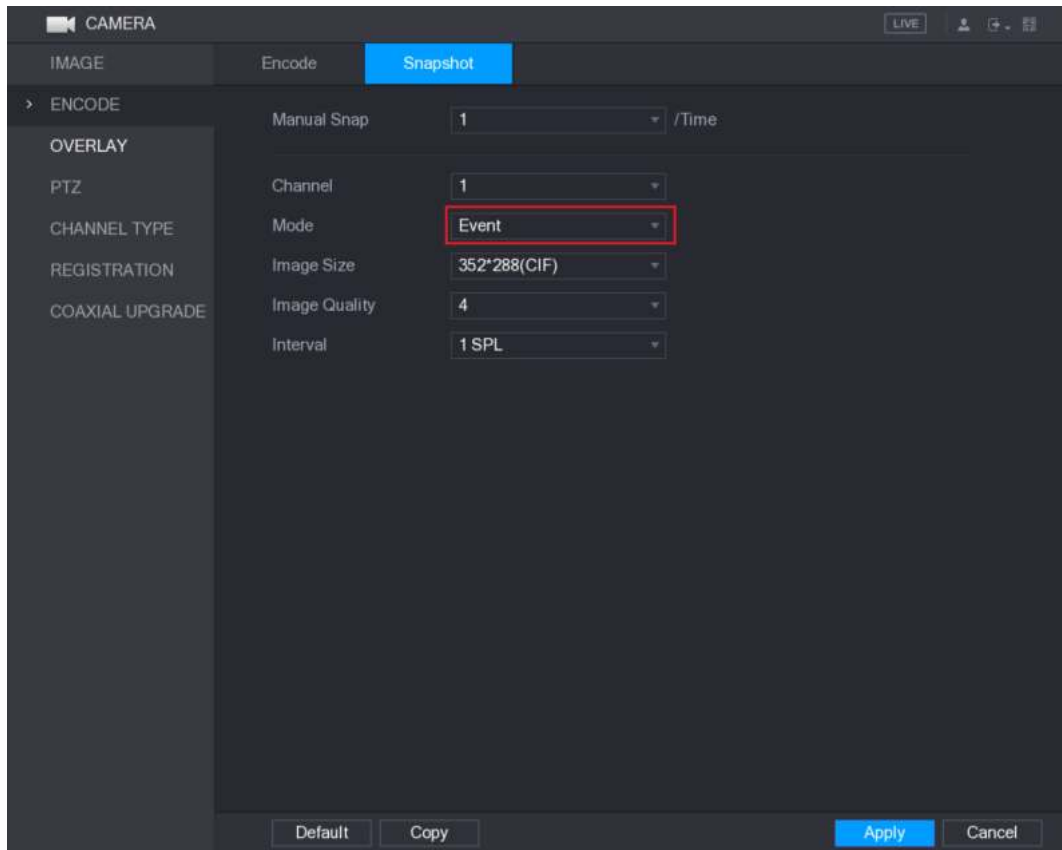 CAMERA LIVE
IMAGE Encode Snapshot
> ENCODE
Manual Snap 1 /Time
OVERLAY
PTZ Channel 1
CHANNEL TYPE Mode Event
REGISTRATION Image Size 352*288(CIF)
COAXIAL UPGRADE Image Quality 4
Interval 1 SPL
Default Copy Apply Cancel